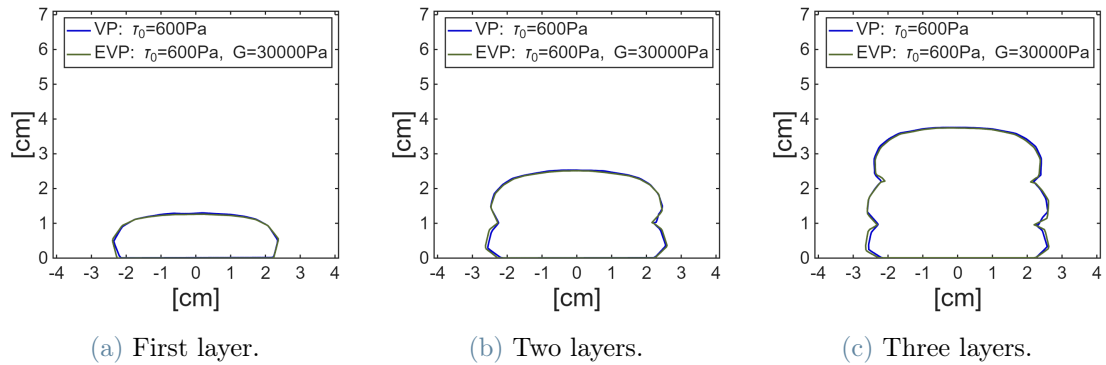 7
6
5
4
3
2
1
0
[cm]
VP: τ₀=600Pa
EVP: τ₀=600Pa, G=30000Pa
-4 -3 -2 -1 0 1 2 3 4
[cm]
(a) First layer.
7
6
5
4
3
2
1
0
[cm]
VP: τ₀=600Pa
EVP: τ₀=600Pa, G=30000Pa
-4 -3 -2 -1 0 1 2 3 4
[cm]
(b) Two layers.
7
6
5
4
3
2
1
0
[cm]
VP: τ₀=600Pa
EVP: τ₀=600Pa, G=30000Pa
-4 -3 -2 -1 0 1 2 3 4
[cm]
(c) Three layers.